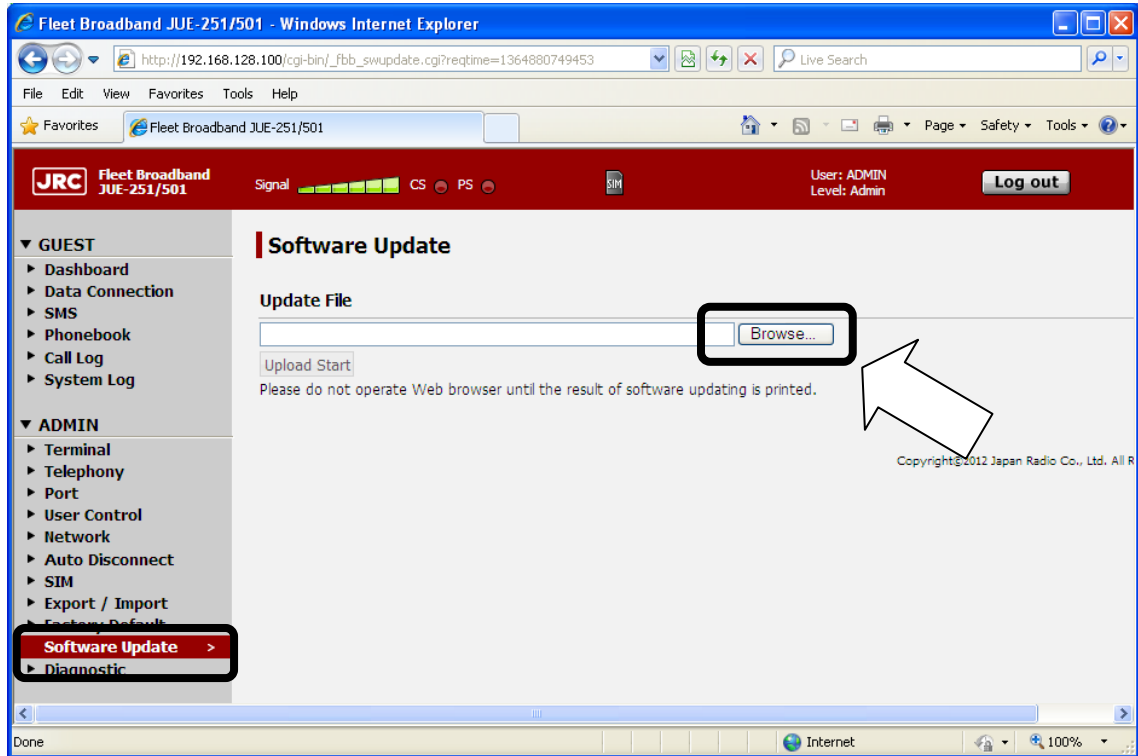 Fleet Broadband JUE-251/501 - Windows Internet Explorer
http://192.168.128.100/cgi-bin/_fbb_swupdate.cgi?reqtime=1364880749453
Live Search
File Edit View Favorites Tools Help
Favorites
Fleet Broadband JUE-251/501
Page Safety Tools
JRC
Fleet Broadband
JUE-251/501
Signal CS PS
SIM
User: ADMIN
Level: Admin
Log out
GUEST
Dashboard
Data Connection
SMS
Phonebook
Call Log
System Log
ADMIN
Terminal
Telephony
Port
User Control
Network
Auto Disconnect
SIM
Export / Import
Factory Default
Software Update >
Diagnostic
Software Update
Update File
Browse...
Upload Start
Please do not operate Web browser until the result of software updating is printed.
Copyright©2012 Japan Radio Co., Ltd. All R
Done
Internet
100%